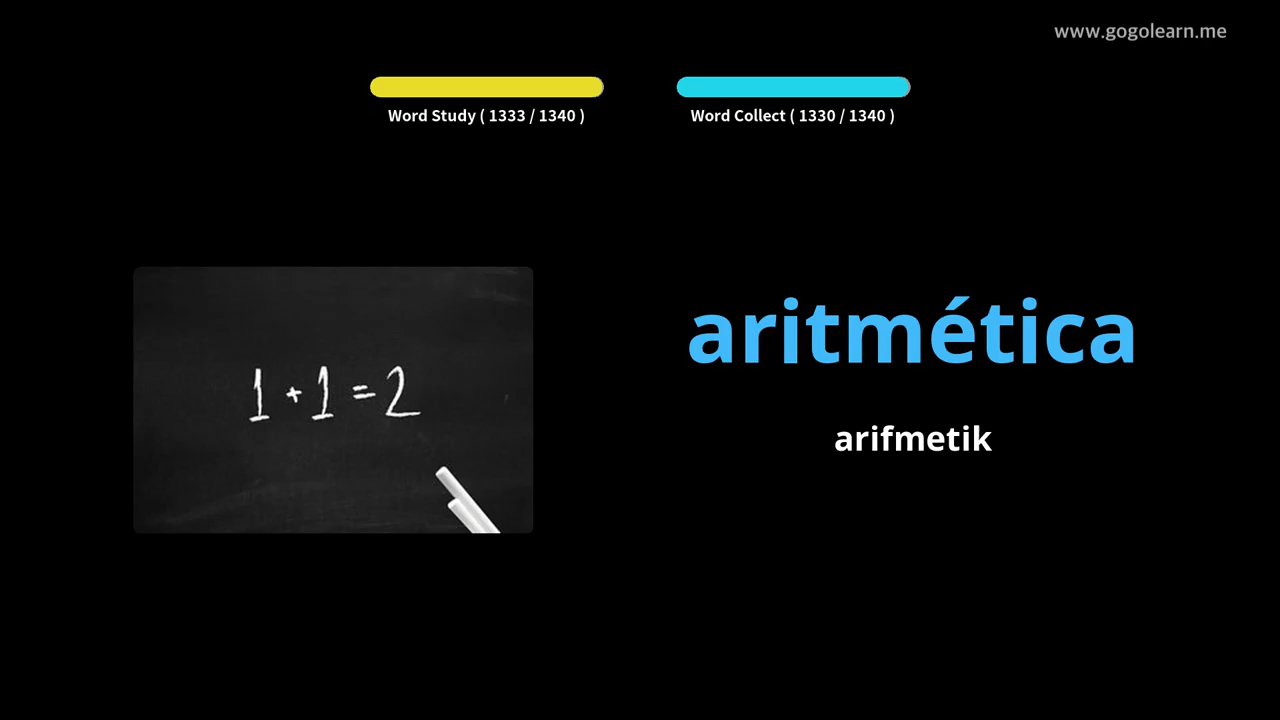 www.gogolearn.me
Word Study ( 1333 / 1340 )
Word Collect ( 1330 / 1340 )
1 + 1 = 2
aritmética
arifmetik